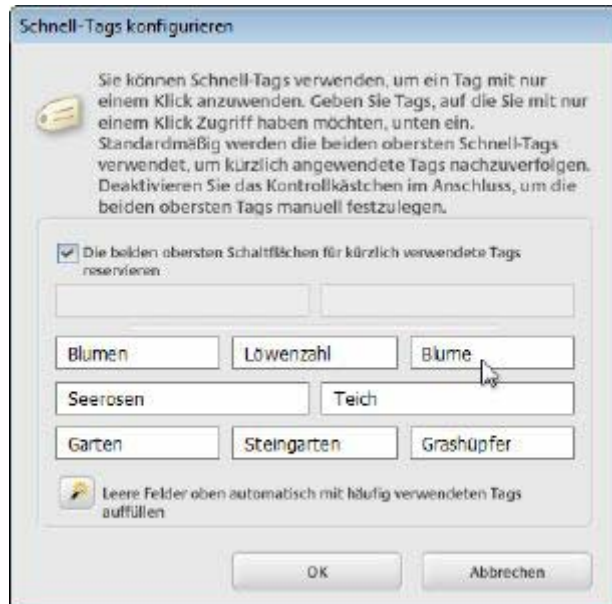 Schnell-Tags konfigurieren
Sie können Schnell-Tags verwenden, um ein Tag mit nur
einem Klick anzuwenden. Geben Sie Tags, auf die Sie mit nur
einem Klick Zugriff haben möchten, unten ein.
Standardmäßig werden die beiden obersten Schnell-Tags
verwendet, um kürzlich angewendete Tags nachzuverfolgen.
Deaktivieren Sie das Kontrollkästchen im Anschluss, um die
beiden obersten Tags manuell festzulegen.
Die beiden obersten Schaltflächen für kürzlich verwendete Tags
reservieren
Blumen Löwenzahl Blume
Seerosen Teich
Garten Steingarten Grashüpfer
Leere Felder oben automatisch mit häufig verwendeten Tags
auffüllen
OK Abbrechen